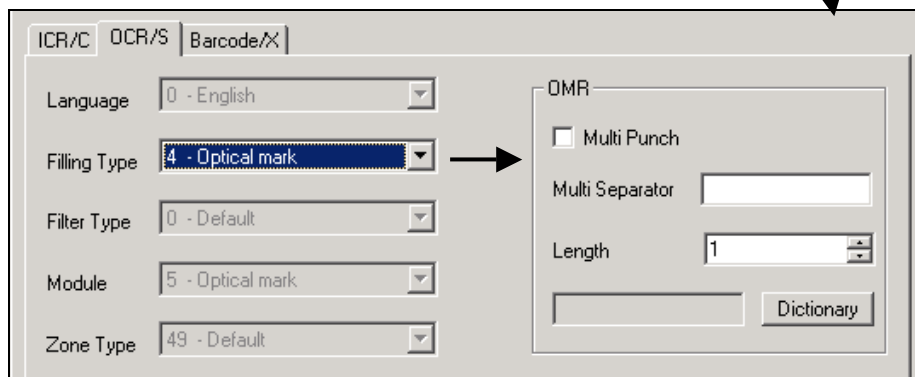 ICR/C OCR/S Barcode/X
Language 0 - English
Filling Type 4 - Optical mark
Filter Type 0 - Default
Module 5 - Optical mark
Zone Type 49 - Default
OMR
Multi Punch
Multi Separator
Length 1
Dictionary